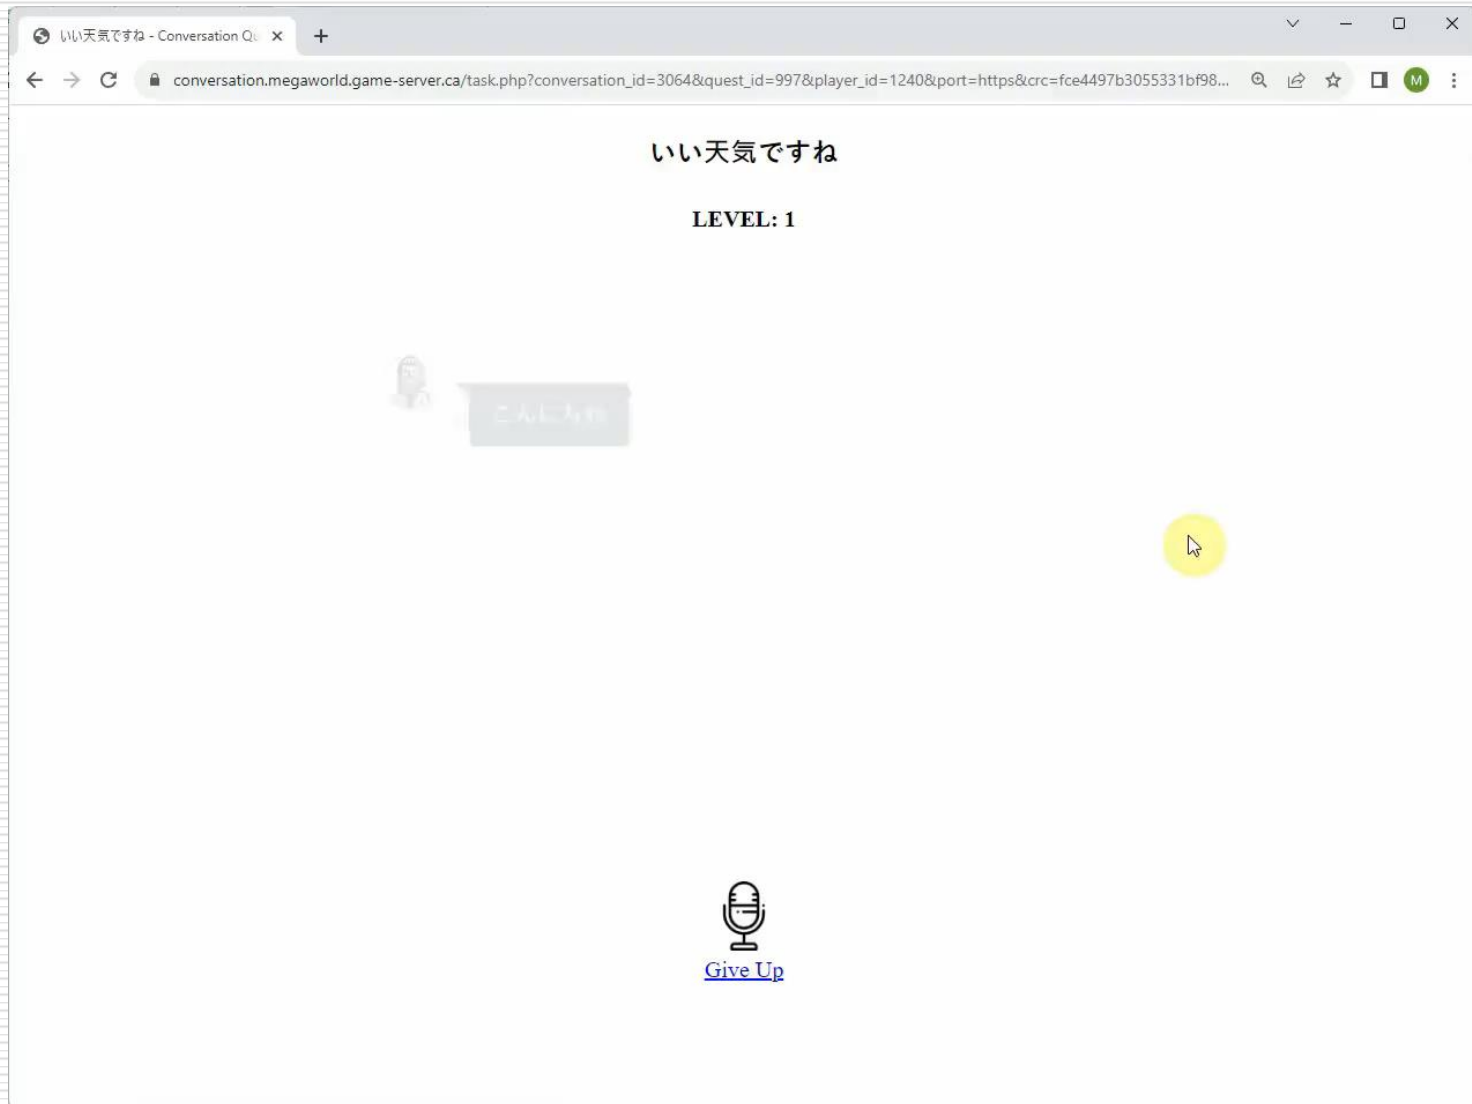 いい天気ですね - Conversation Qu
conversation.megaworld.game-server.ca/task.php?conversation_id=3064&quest_id=997&player_id=1240&port=https&crc=fce4497b3055331bf98...
M
いい天気ですね
LEVEL: 1
Give Up